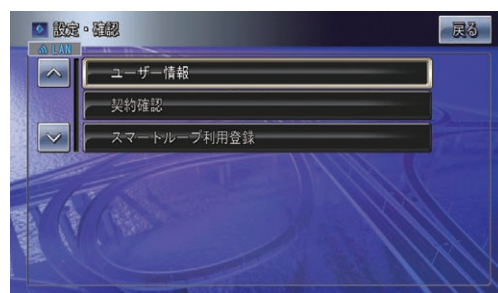 設定・確認
戻る
LAN
ユーザー情報
契約確認
スマートループ利用登録